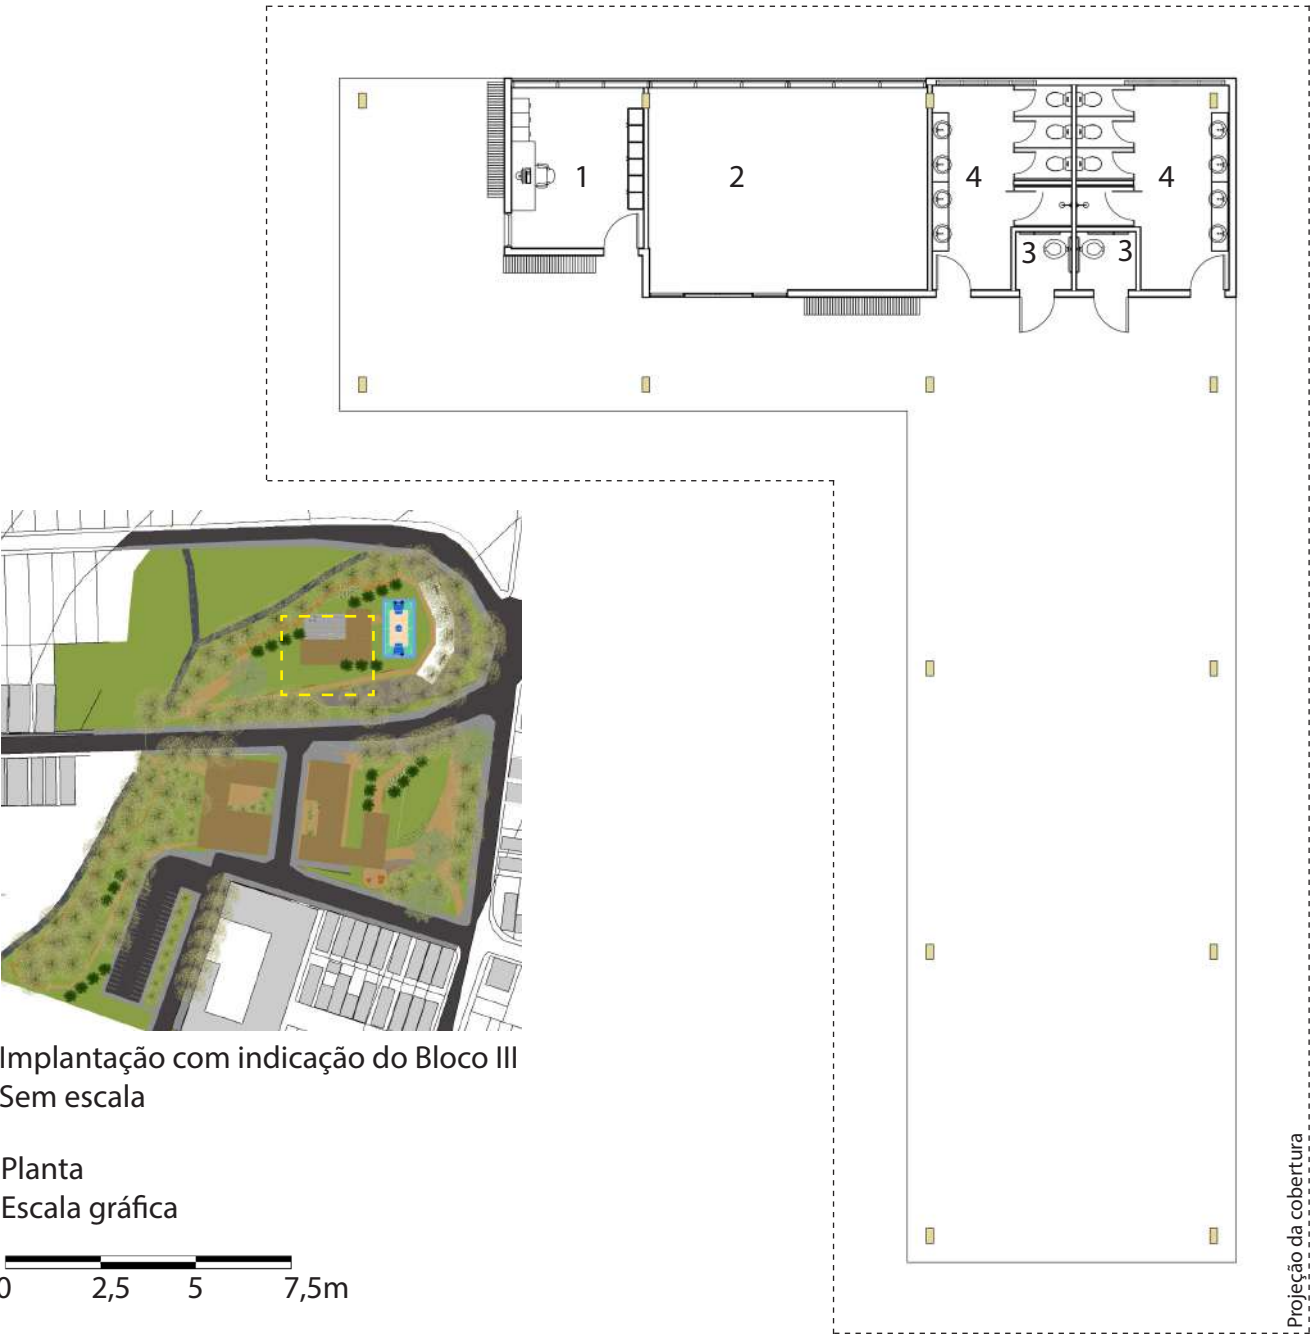 1
2
4
4
3
3
Implantação com indicação do Bloco III
Sem escala
Planta
Escala gráfica
0 2,5 5 7,5m
Projeção da cobertura